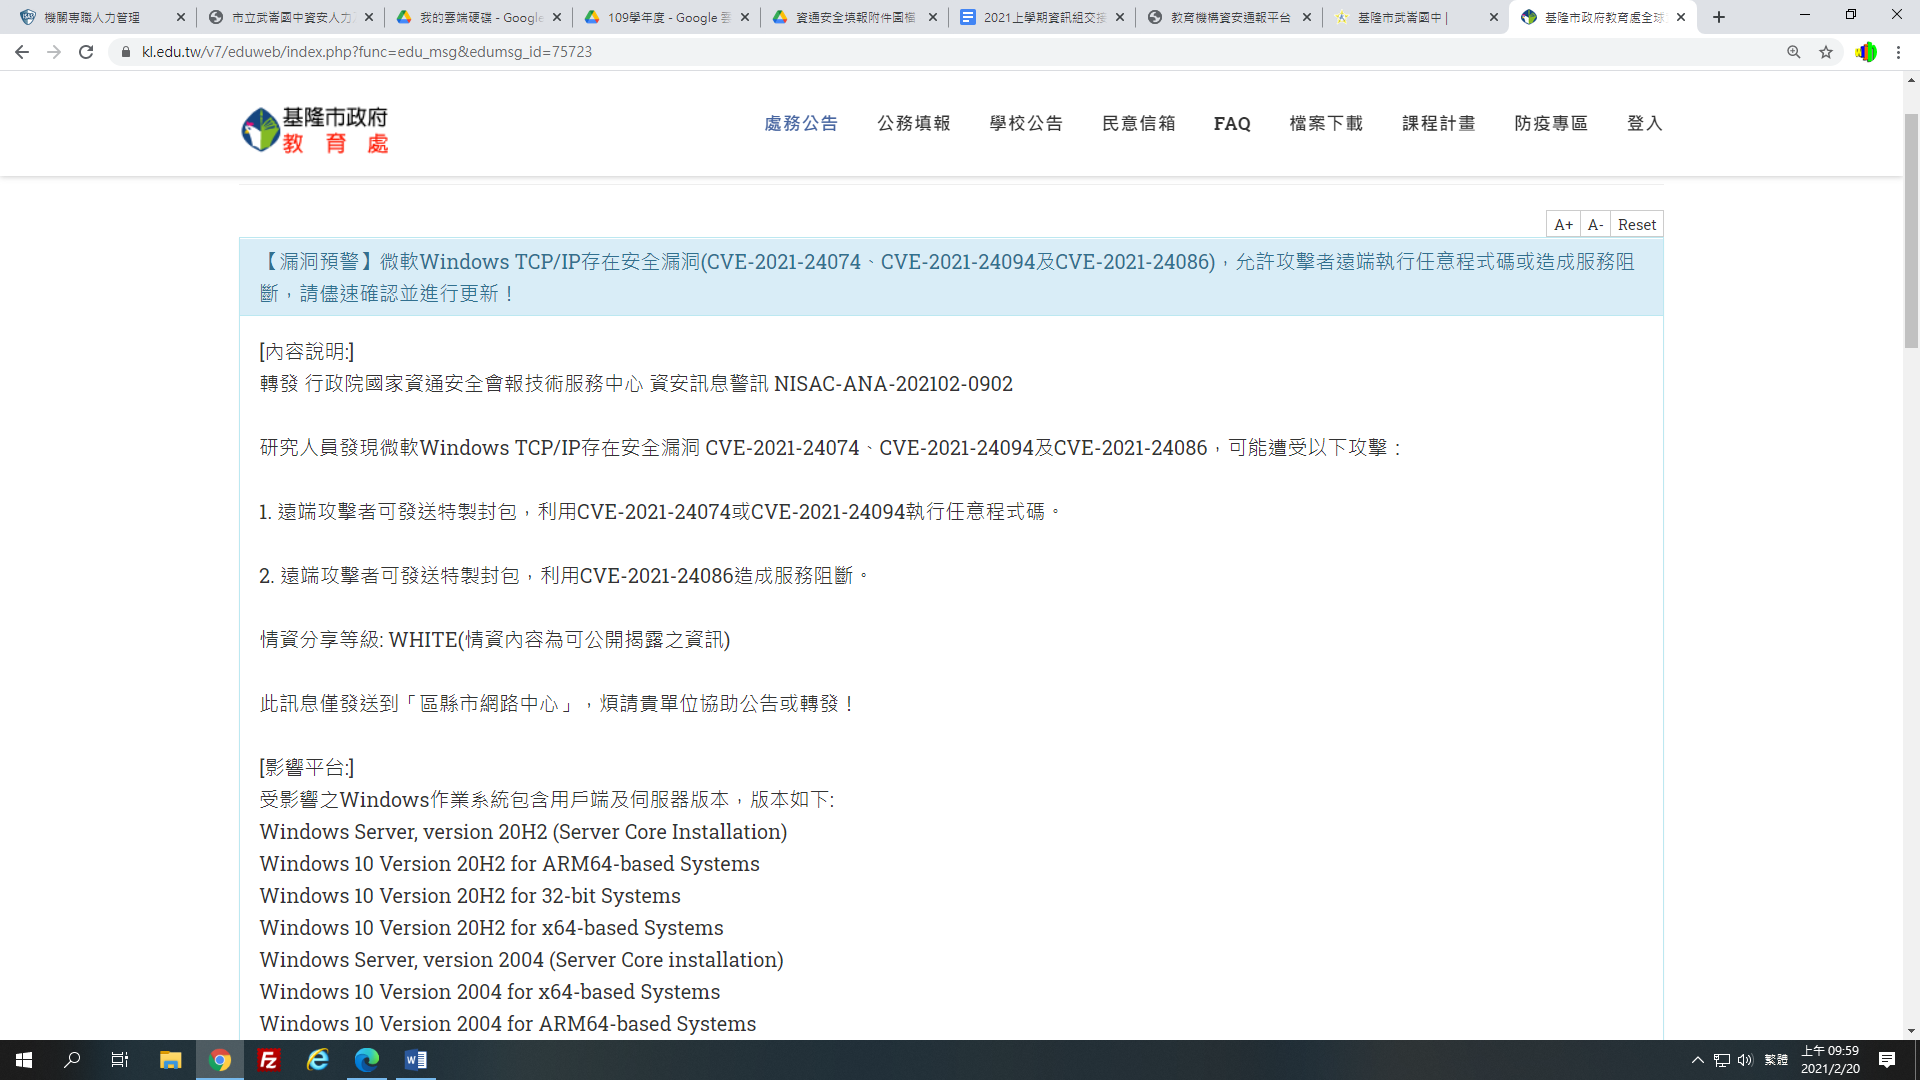 機關專職人力管理
市立武崙國中資安人力
我的雲端硬碟 - Google
109學年度 - Google 雲
資通安全填報附件圖檔
2021上學期資訊組交接
教育機構資安通報平台
基隆市武崙國中 |
基隆市政府教育處全球
kl.edu.tw/v7/eduweb/index.php?func=edu_msg&edumsg_id=75723
基隆市政府
教育處
處務公告 公務填報 學校公告 民意信箱 FAQ 檔案下載 課程計畫 防疫專區 登入
A+ A- Reset
【漏洞預警】微軟Windows TCP/IP存在安全漏洞(CVE-2021-24074、CVE-2021-24094及CVE-2021-24086)，允許攻擊者遠端執行任意程式碼或造成服務阻
斷，請儘速確認並進行更新！
[內容說明:]
轉發 行政院國家資通安全會報技術服務中心 資安訊息警訊 NISAC-ANA-202102-0902
研究人員發現微軟Windows TCP/IP存在安全漏洞 CVE-2021-24074、CVE-2021-24094及CVE-2021-24086，可能遭受以下攻擊：
1. 遠端攻擊者可發送特製封包，利用CVE-2021-24074或CVE-2021-24094執行任意程式碼。
2. 遠端攻擊者可發送特製封包，利用CVE-2021-24086造成服務阻斷。
情資分享等級: WHITE(情資內容為可公開揭露之資訊)
此訊息僅發送到「區縣市網路中心」，煩請貴單位協助公告或轉發！
[影響平台:]
受影響之Windows作業系統包含用戶端及伺服器版本，版本如下:
Windows Server, version 20H2 (Server Core Installation)
Windows 10 Version 20H2 for ARM64-based Systems
Windows 10 Version 20H2 for 32-bit Systems
Windows 10 Version 20H2 for x64-based Systems
Windows Server, version 2004 (Server Core installation)
Windows 10 Version 2004 for x64-based Systems
Windows 10 Version 2004 for ARM64-based Systems
繁體
上午 09:59
2021/2/20